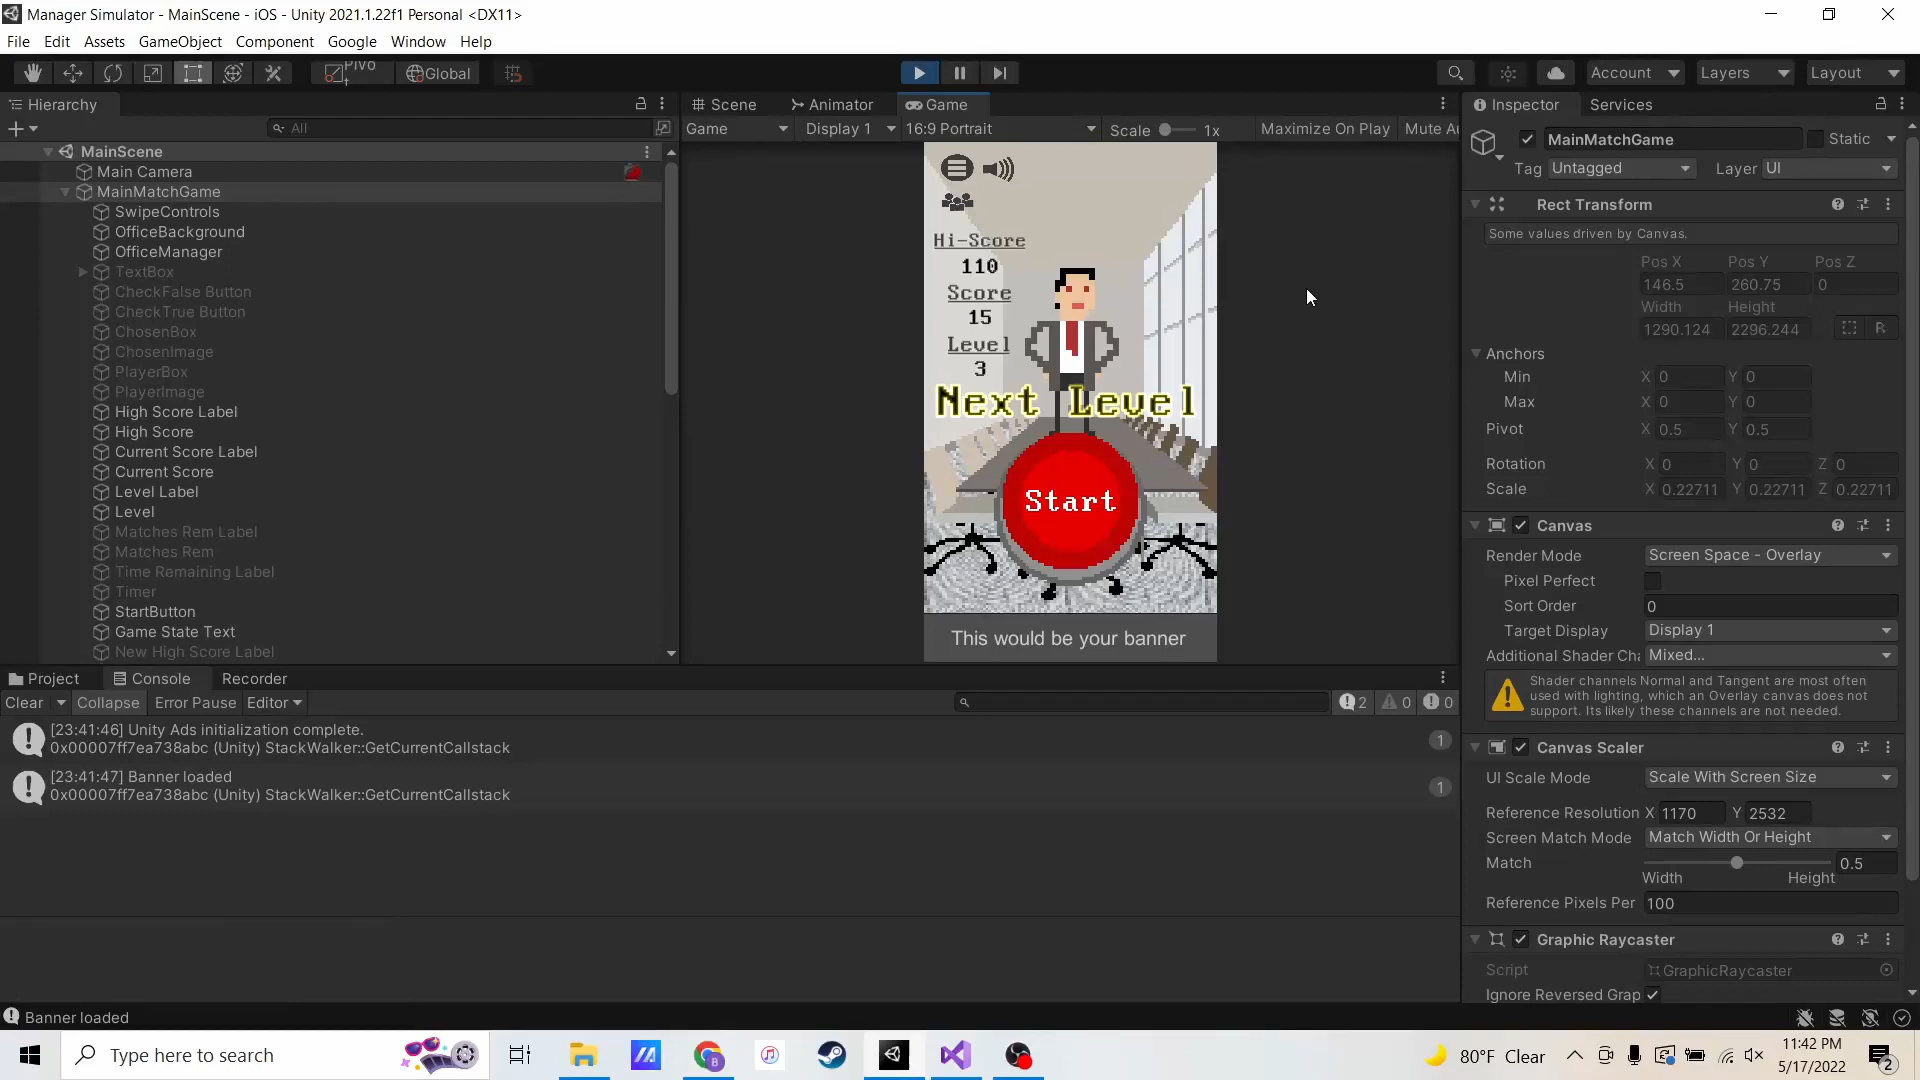 Manager Simulator - MainScene - iOS - Unity 2021.1.22f1 Personal <DX11>
File Edit Assets GameObject Component Google Window Help
Pivot Global Account Layers Layout
Hierarchy
All
MainScene
Main Camera
MainMatchGame
SwipeControls
OfficeBackground
OfficeManager
TextBox
CheckFalse Button
CheckTrue Button
ChosenBox
ChosenImage
PlayerBox
PlayerImage
High Score Label
High Score
Current Score Label
Current Score
Level Label
Level
Matches Rem Label
Matches Rem
Time Remaining Label
Timer
StartButton
Game State Text
New High Score Label
Scene Animator Game
Game Display 1 16:9 Portrait Scale 1x Maximize On Play Mute Au
Hi-Score
110
Score
15
Level
3
Next Level
Start
This would be your banner
Inspector Services
MainMatchGame Static
Tag Untagged Layer UI
Rect Transform
Some values driven by Canvas.
Pos X Pos Y Pos Z
146.5 260.75 0
Width Height
1290.124 2296.244 R
Anchors
Min X 0 Y 0
Max X 0 Y 0
Pivot X 0.5 Y 0.5
Rotation X 0 Y 0 Z 0
Scale X 0.22711 Y 0.22711 Z 0.22711
Canvas
Render Mode Screen Space - Overlay
Pixel Perfect
Sort Order 0
Target Display Display 1
Additional Shader Cha Mixed...
Shader channels Normal and Tangent are most often
used with lighting, which an Overlay canvas does not
support. Its likely these channels are not needed.
Canvas Scaler
UI Scale Mode Scale With Screen Size
Reference Resolution X 1170 Y 2532
Screen Match Mode Match Width Or Height
Match 0.5
Width Height
Reference Pixels Per 100
Graphic Raycaster
Script GraphicRaycaster
Ignore Reversed Grap
Project Console Recorder
Clear Collapse Error Pause Editor 2 0 0
[23:41:46] Unity Ads initialization complete.
0x00007ff7ea738abc (Unity) StackWalker::GetCurrentCallstack
1
[23:41:47] Banner loaded
0x00007ff7ea738abc (Unity) StackWalker::GetCurrentCallstack
1
Banner loaded
Type here to search
80°F Clear
11:42 PM
5/17/2022
2